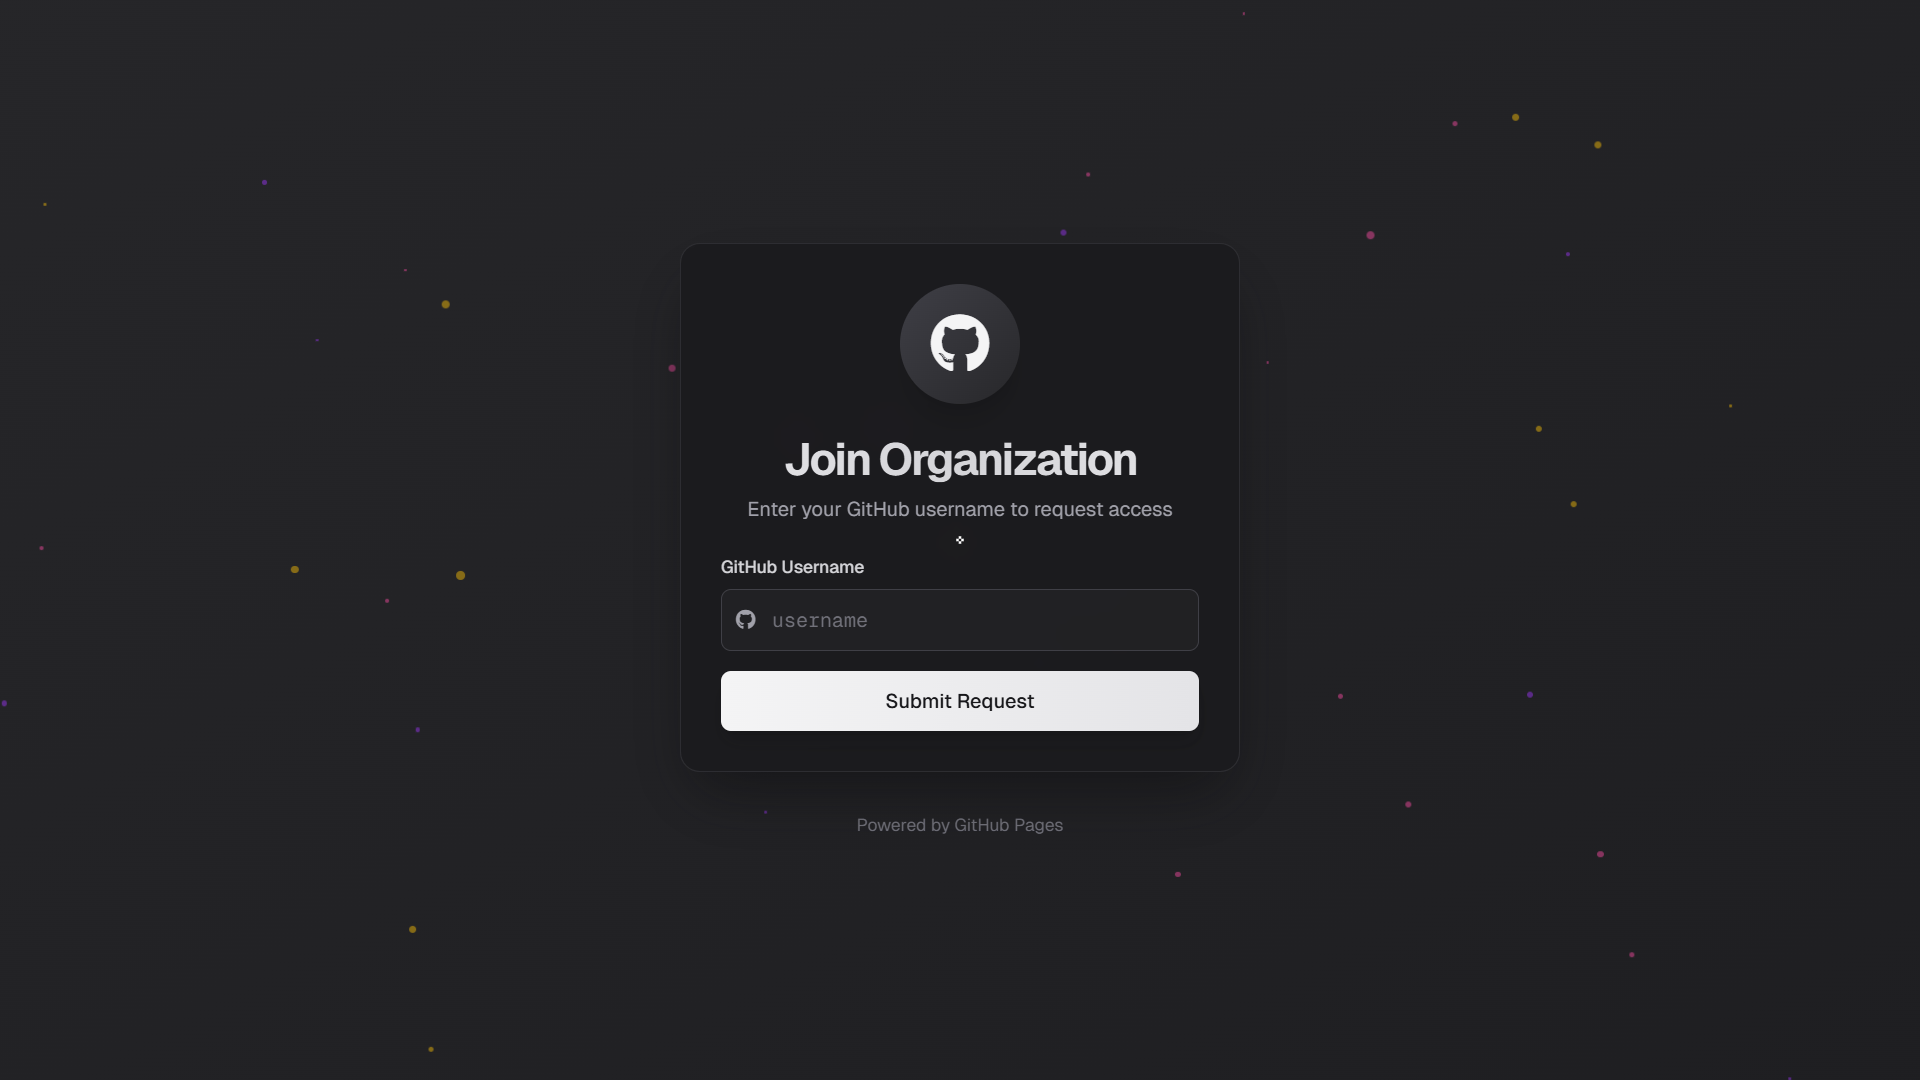 Join Organization
Enter your GitHub username to request access
GitHub Username
username
Submit Request
Powered by GitHub Pages